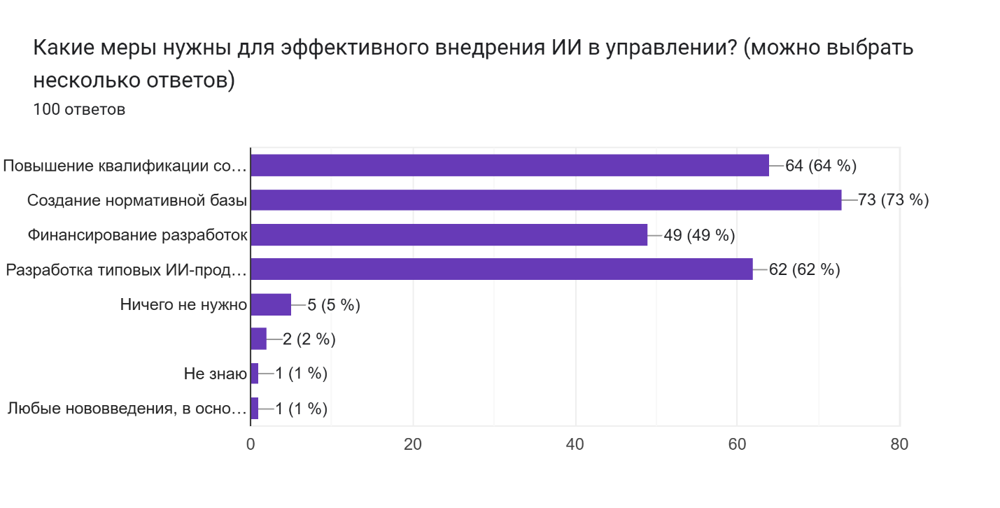 Какие меры нужны для эффективного внедрения ИИ в управлении? (можно выбрать
несколько ответов)
100 ответов
Повышение квалификации со…
64 (64 %)
Создание нормативной базы
73 (73 %)
Финансирование разработок
49 (49 %)
Разработка типовых ИИ-прод…
62 (62 %)
Ничего не нужно
5 (5 %)
2 (2 %)
Не знаю
1 (1 %)
Любые нововведения, в осно…
1 (1 %)
0 20 40 60 80